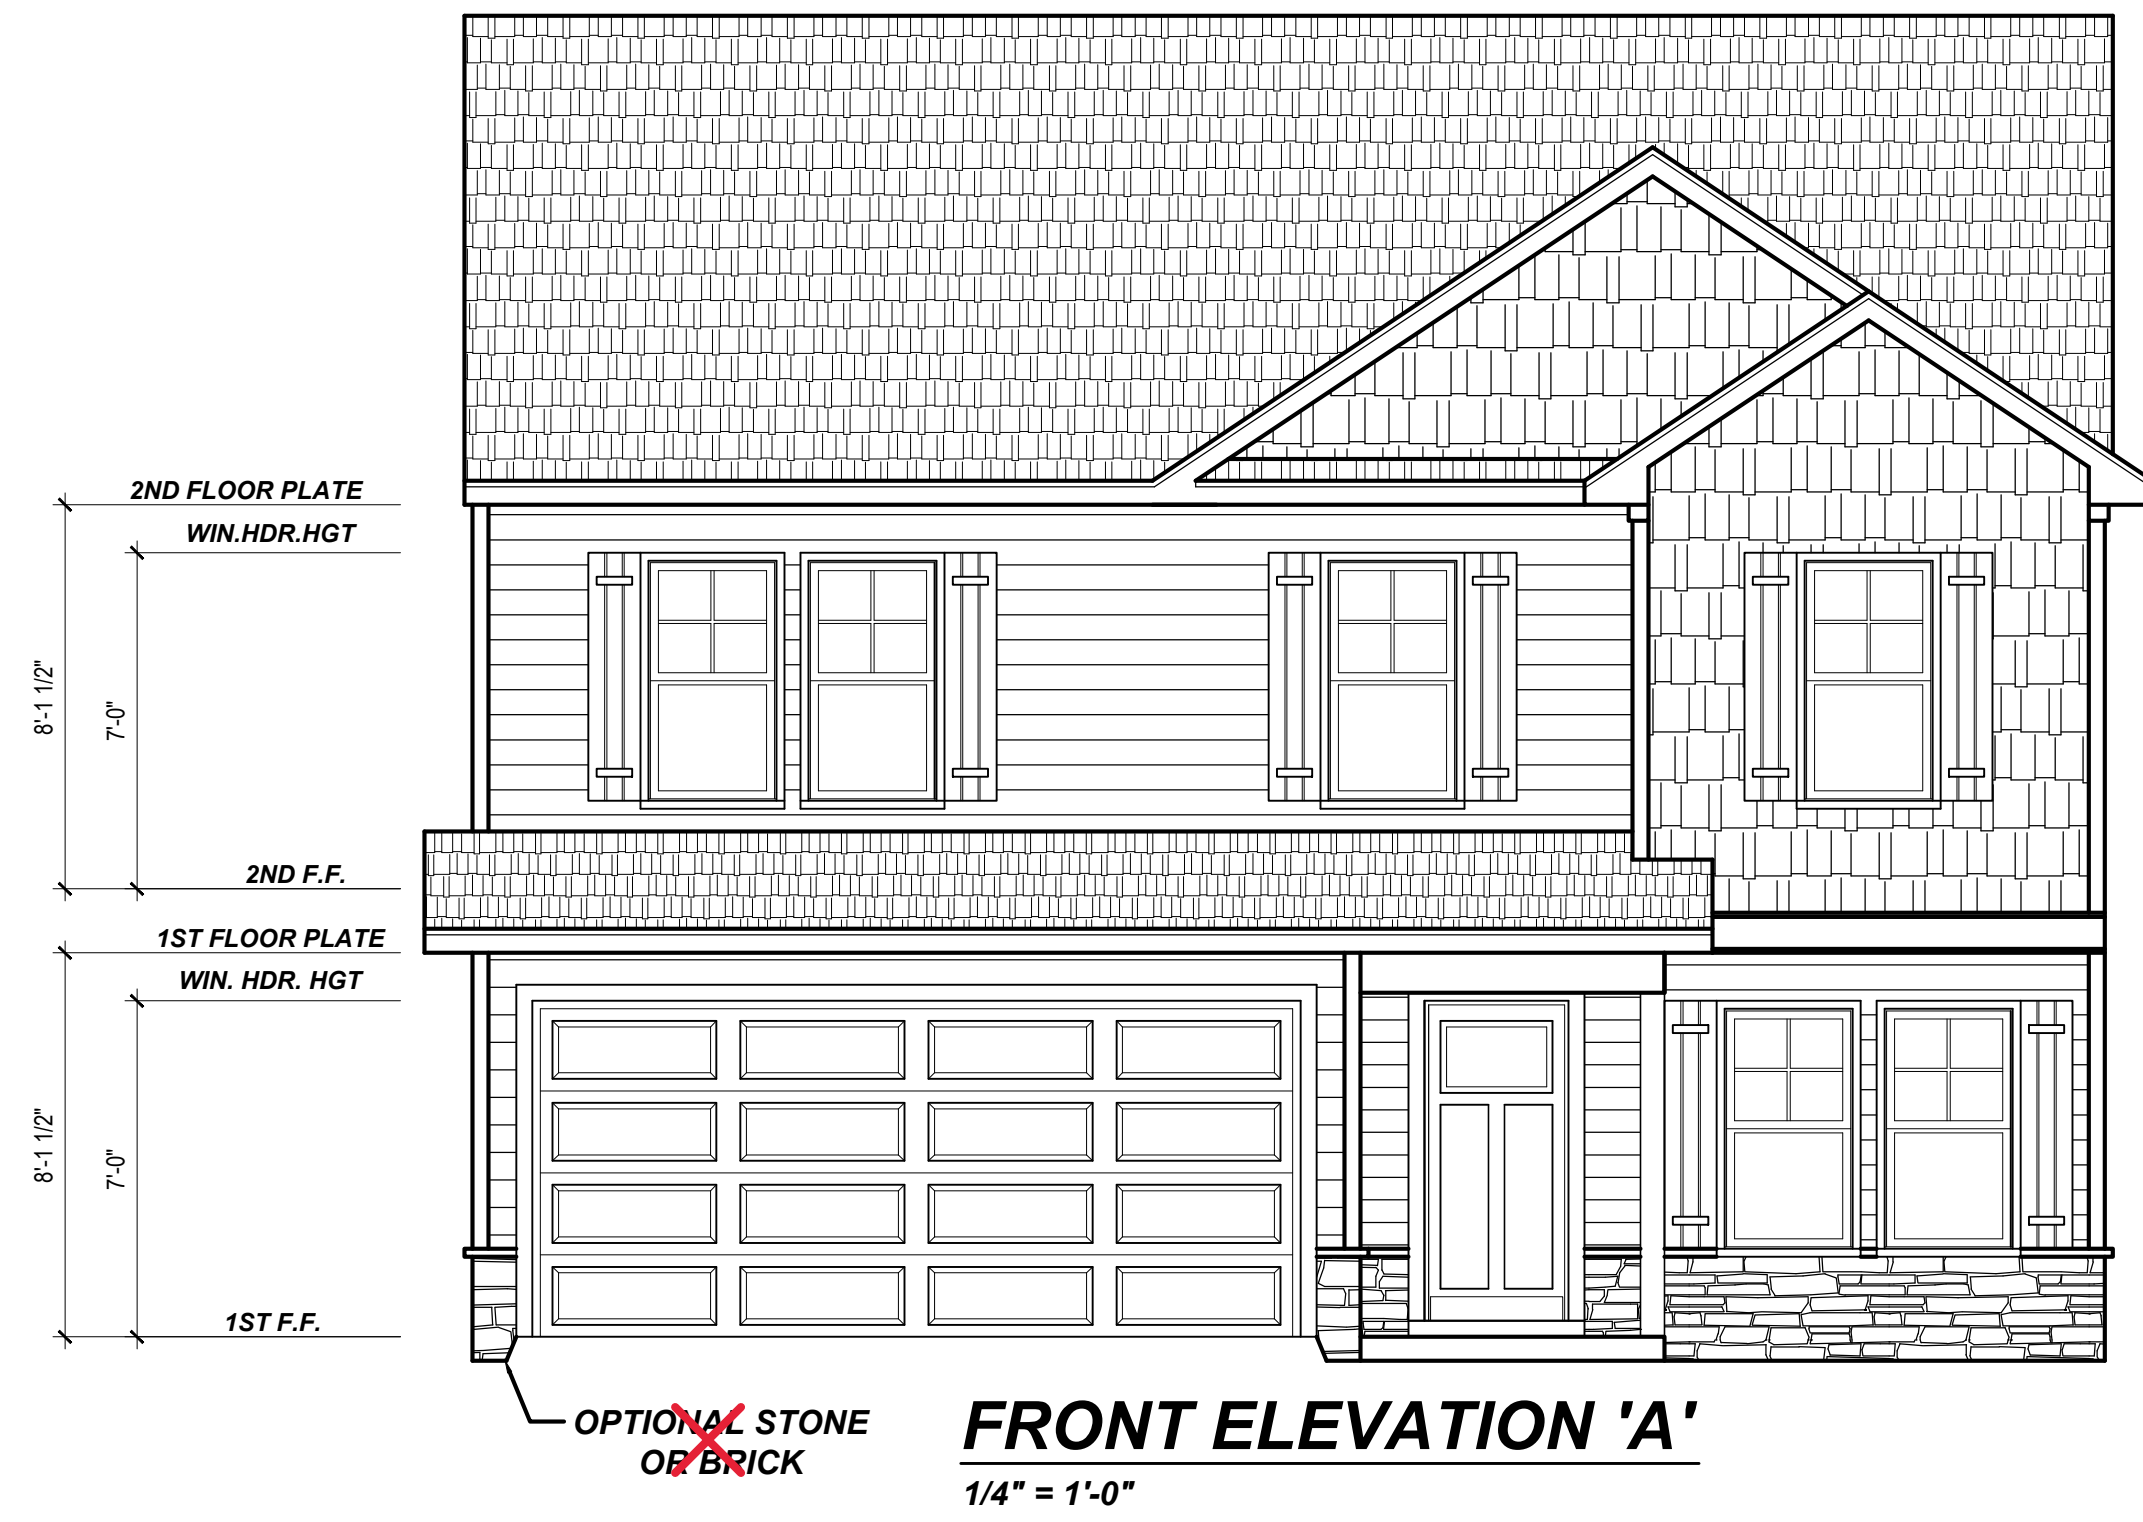 2ND FLOOR PLATE
WIN.HDR.HGT
8'-1 1/2"
7'-0"
2ND F.F.
1ST FLOOR PLATE
WIN. HDR. HGT
8'-1 1/2"
7'-0"
1ST F.F.
OPTIONAL STONE
OR BRICK
FRONT ELEVATION 'A'
1/4" = 1'-0"